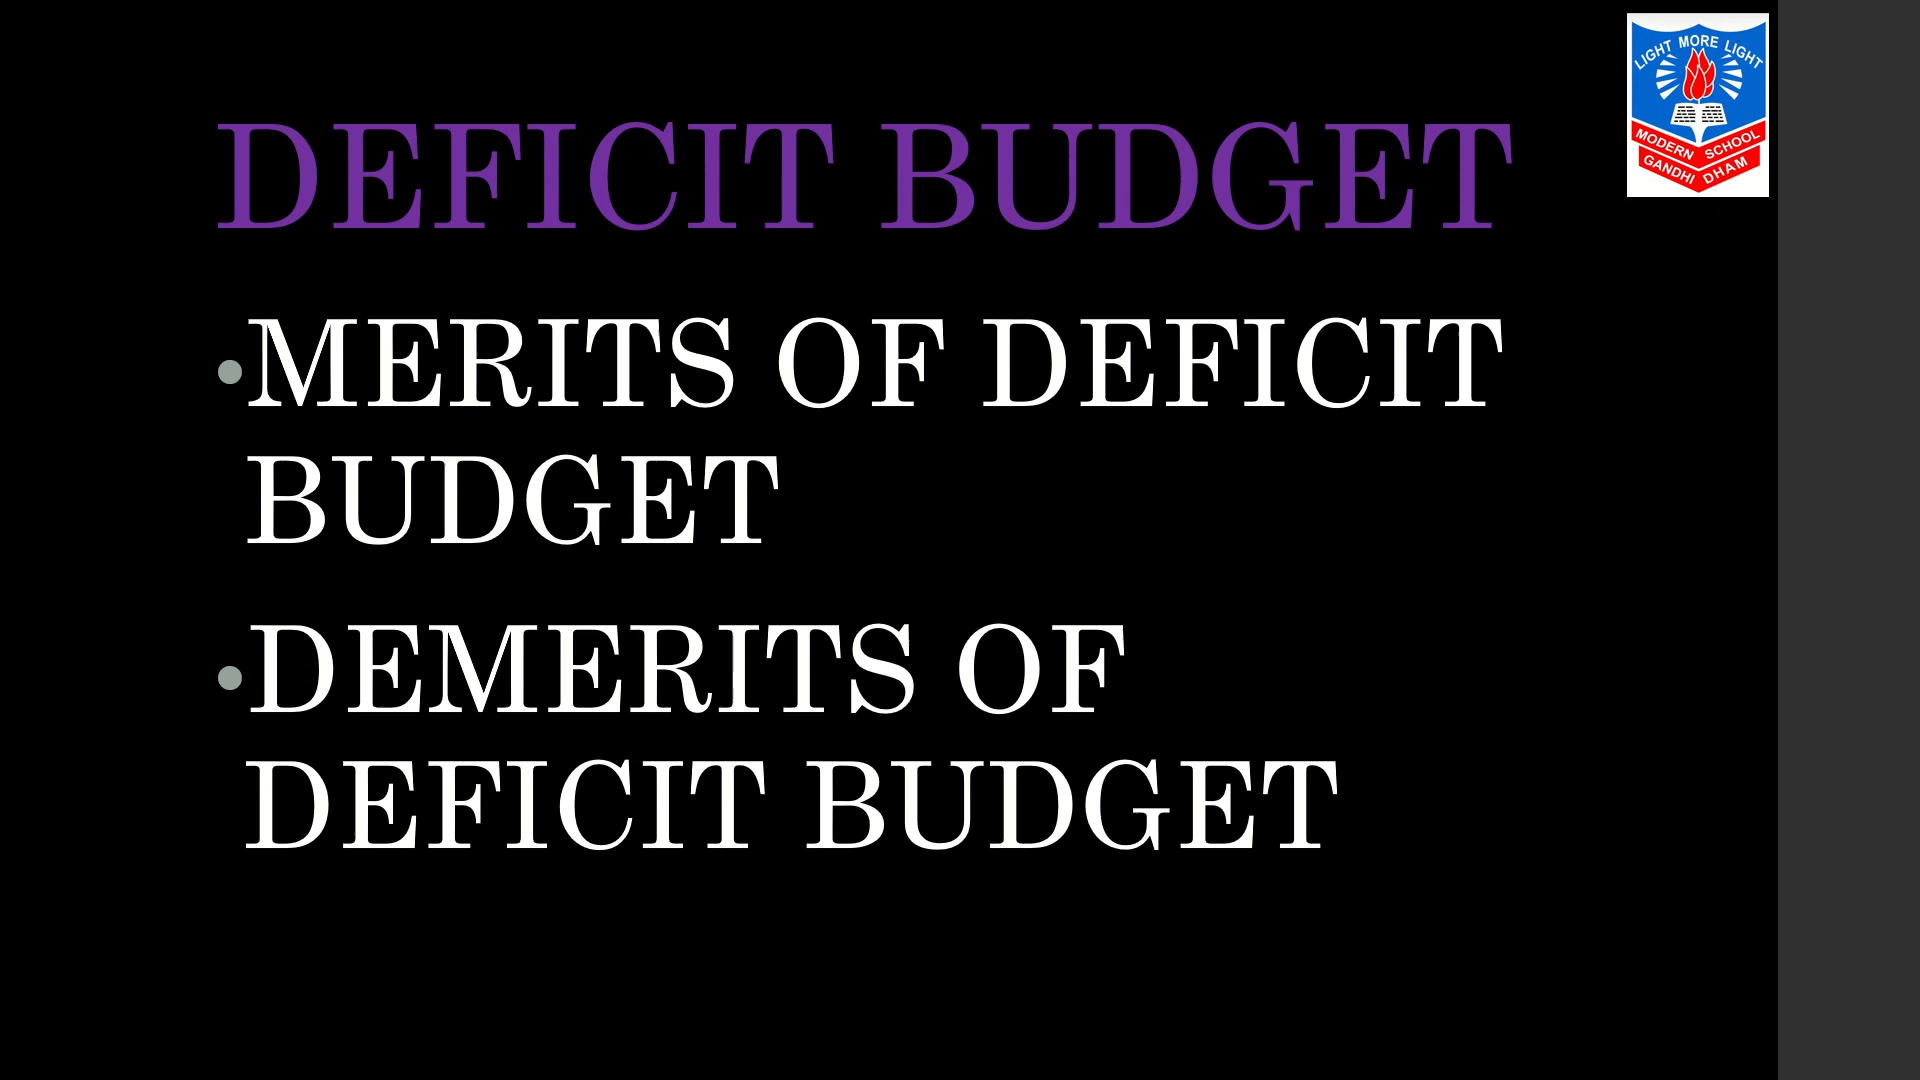 LIGHT MORE LIGHT
MODERN SCHOOL
GANDHI DHAM
DEFICIT BUDGET
•MERITS OF DEFICIT
BUDGET
•DEMERITS OF
DEFICIT BUDGET